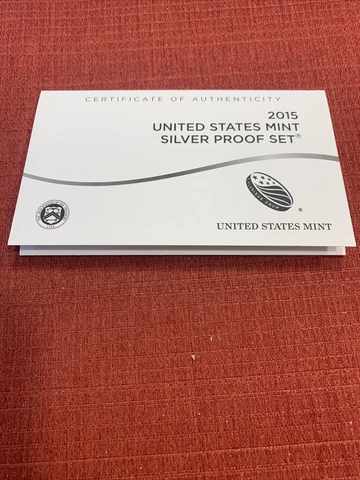 CERTIFICATE OF AUTHENTICITY
2015
UNITED STATES MINT
SILVER PROOF SET®
®
UNITED STATES MINT